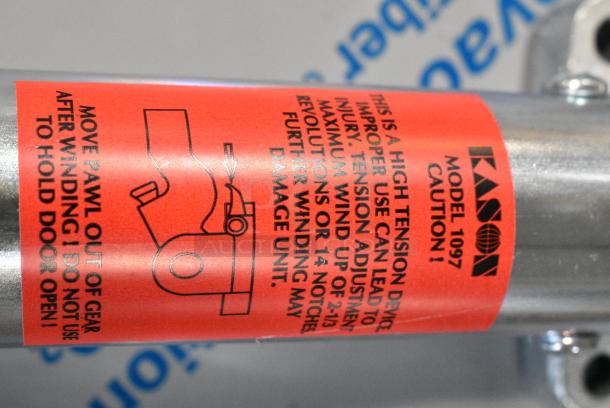 KASON
MODEL 1097
CAUTION !
THIS IS A HIGH TENSION DEVICE
IMPROPER USE CAN LEAD TO
INJURY. TENSION ADJUSTMENT
MAXIMUM WIND UP OF 2-1/3
REVOLUTIONS OR 14 NOTCHES
FURTHER WINDING MAY
DAMAGE UNIT.
MOVE PAWL OUT OF GEAR
AFTER WINDING ! DO NOT USE
TO HOLD DOOR OPEN !